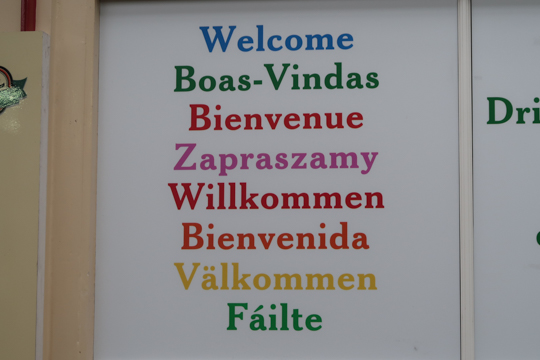 Welcome
Boas-Vindas
Bienvenue
Zapraszamy
Willkommen
Bienvenida
Välkommen
Fáilte